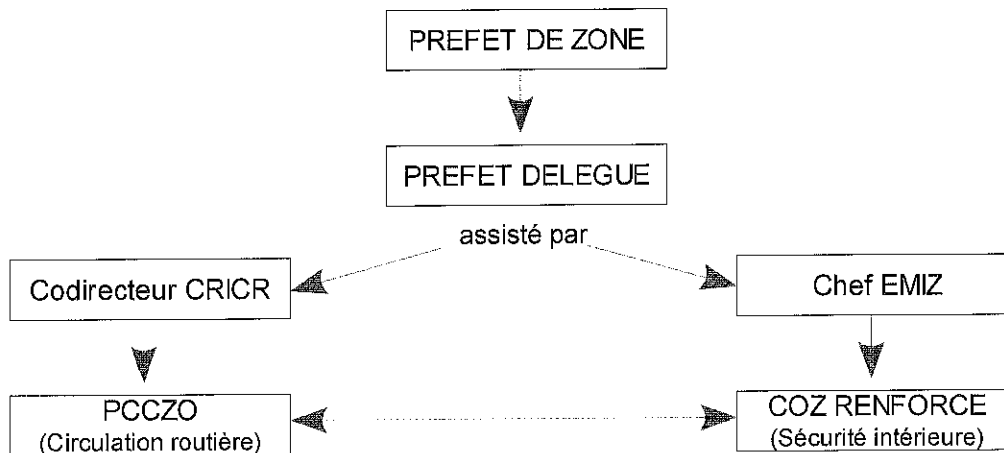 PREFET DE ZONE
PREFET DELEGUE
assisté par
Codirecteur CRICR
Chef EMIZ
PCCZO
(Circulation routière)
COZ RENFORCE
(Sécurité intérieure)